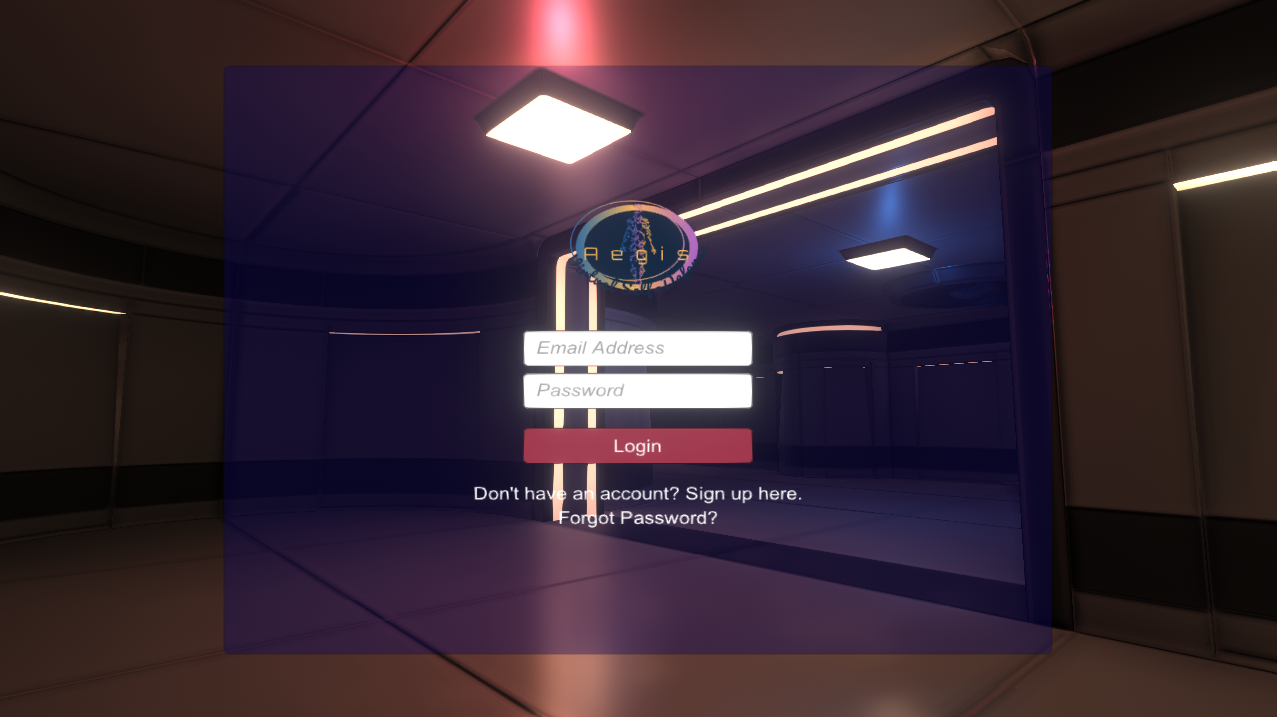 Aegis
Email Address
Password
Login
Don't have an account? Sign up here.
Forgot Password?